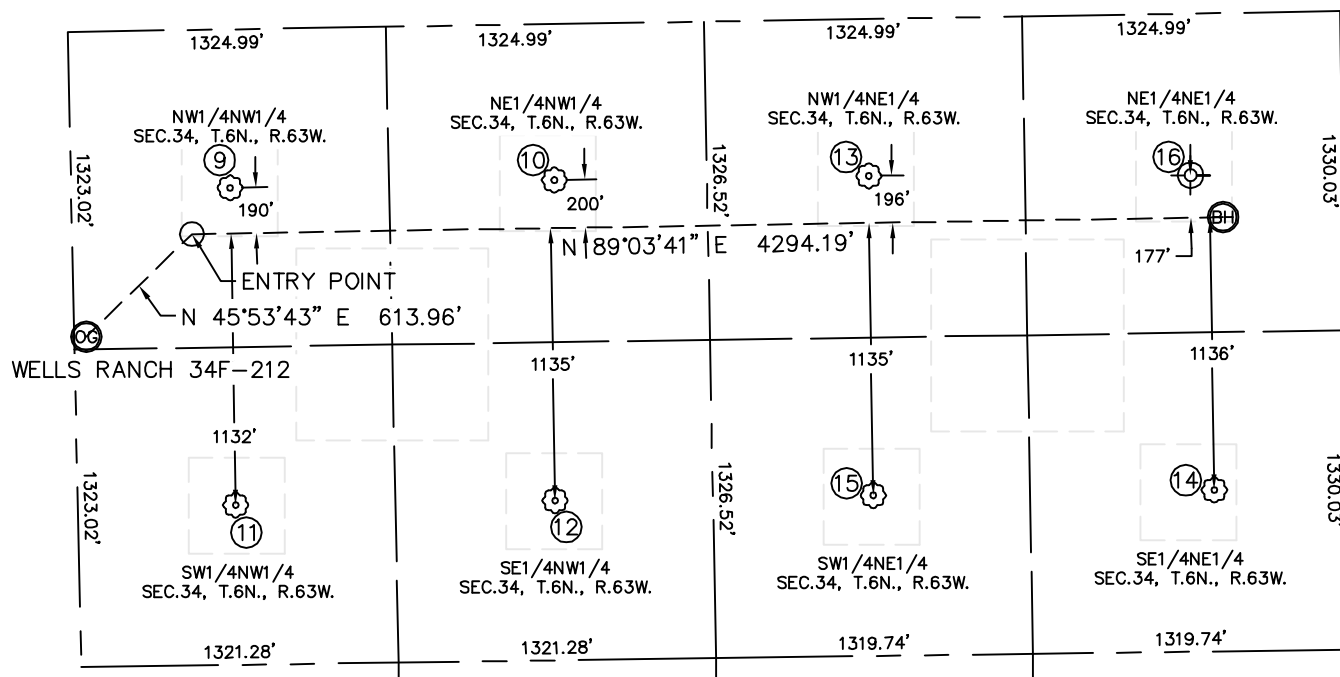 1324.99'
1324.99'
1324.99'
1324.99'
NW1/4NW1/4
SEC.34, T.6N., R.63W.
NE1/4NW1/4
SEC.34, T.6N., R.63W.
NW1/4NE1/4
SEC.34, T.6N., R.63W.
NE1/4NE1/4
SEC.34, T.6N., R.63W.
9
10
13
16
1323.02'
1326.52'
1330.03'
190'
200'
196'
177'
BH
N 89°03'41" E 4294.19'
ENTRY POINT
N 45°53'43" E 613.96'
OG
WELLS RANCH 34F-212
1135'
1135'
1136'
1132'
1323.02'
1326.52'
1330.03'
11
12
15
14
SW1/4NW1/4
SEC.34, T.6N., R.63W.
SE1/4NW1/4
SEC.34, T.6N., R.63W.
SW1/4NE1/4
SEC.34, T.6N., R.63W.
SE1/4NE1/4
SEC.34, T.6N., R.63W.
1321.28'
1321.28'
1319.74'
1319.74'